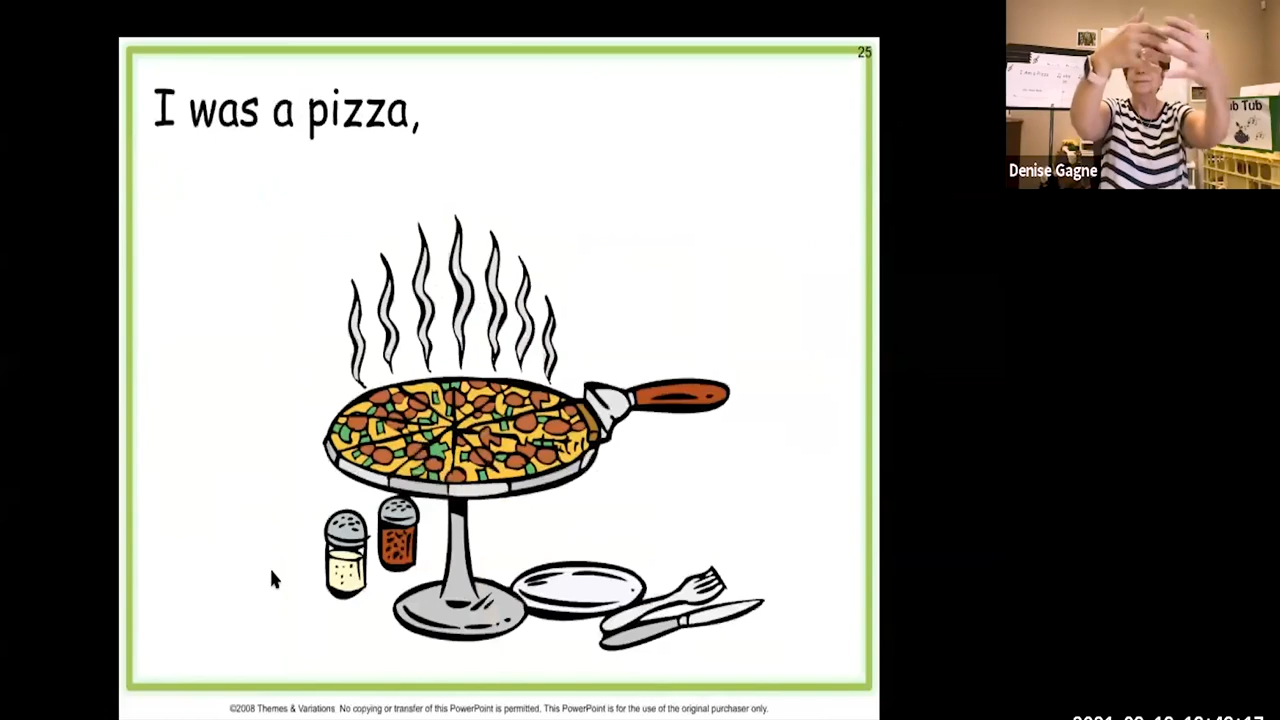 25
I was a pizza,
Denise Gagne
ub Tub
©2008 Themes & Variations No copying or transfer of this PowerPoint is permitted. This PowerPoint is for the use of the original purchaser only.